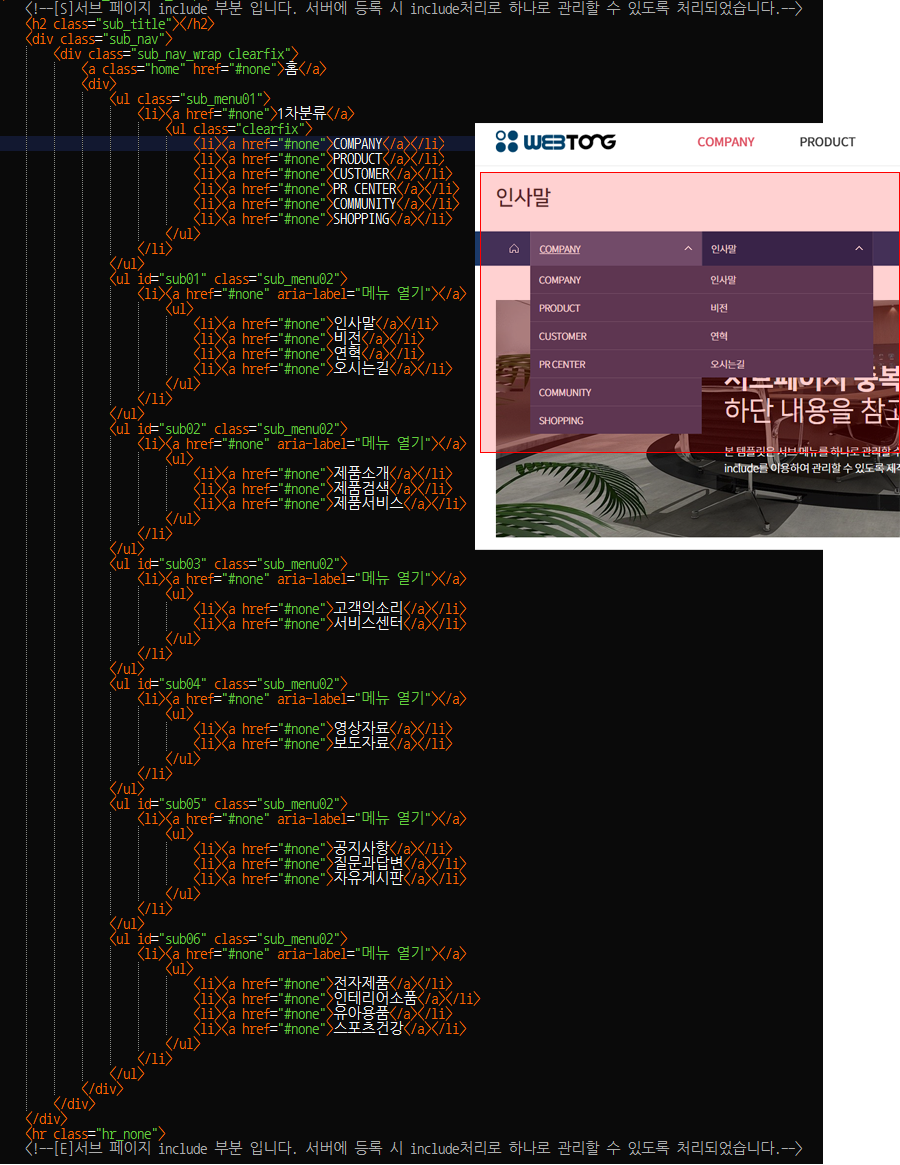 <!--[S]서브 페이지 include 부분 입니다. 서버에 등록 시 include처리로 하나로 관리할 수 있도록 처리되었습니다.-->
<h2 class="sub_title"></h2>
<div class="sub_nav">
<div class="sub_nav_wrap clearfix">
<a class="home" href="#none">홈</a>
<div>
<ul class="sub_menu01">
<li><a href="#none">1차분류</a>
<ul class="clearfix">
<li><a href="#none">COMPANY</a></li>
<li><a href="#none">PRODUCT</a></li>
<li><a href="#none">CUSTOMER</a></li>
<li><a href="#none">PR CENTER</a></li>
<li><a href="#none">COMMUNITY</a></li>
<li><a href="#none">SHOPPING</a></li>
</ul>
</li>
</ul>
<ul id="sub01" class="sub_menu02">
<li><a href="#none" aria-label="메뉴 열기"></a>
<ul>
<li><a href="#none">인사말</a></li>
<li><a href="#none">비전</a></li>
<li><a href="#none">연혁</a></li>
<li><a href="#none">오시는길</a></li>
</ul>
</li>
</ul>
<ul id="sub02" class="sub_menu02">
<li><a href="#none" aria-label="메뉴 열기"></a>
<ul>
<li><a href="#none">제품소개</a></li>
<li><a href="#none">제품검색</a></li>
<li><a href="#none">제품서비스</a></li>
</ul>
</li>
</ul>
<ul id="sub03" class="sub_menu02">
<li><a href="#none" aria-label="메뉴 열기"></a>
<ul>
<li><a href="#none">고객의소리</a></li>
<li><a href="#none">서비스센터</a></li>
</ul>
</li>
</ul>
<ul id="sub04" class="sub_menu02">
<li><a href="#none" aria-label="메뉴 열기"></a>
<ul>
<li><a href="#none">영상자료</a></li>
<li><a href="#none">보도자료</a></li>
</ul>
</li>
</ul>
<ul id="sub05" class="sub_menu02">
<li><a href="#none" aria-label="메뉴 열기"></a>
<ul>
<li><a href="#none">공지사항</a></li>
<li><a href="#none">질문과답변</a></li>
<li><a href="#none">자유게시판</a></li>
</ul>
</li>
</ul>
<ul id="sub06" class="sub_menu02">
<li><a href="#none" aria-label="메뉴 열기"></a>
<ul>
<li><a href="#none">전자제품</a></li>
<li><a href="#none">인테리어소품</a></li>
<li><a href="#none">유아용품</a></li>
<li><a href="#none">스포츠건강</a></li>
</ul>
</li>
</ul>
</div>
</div>
</div>
<hr class="hr_none">
<!--[E]서브 페이지 include 부분 입니다. 서버에 등록 시 include처리로 하나로 관리할 수 있도록 처리되었습니다.-->
WEBTONG COMPANY PRODUCT
인사말
COMPANY 인사말
COMPANY 인사말
PRODUCT 비전
CUSTOMER 연혁
PR CENTER 오시는길
COMMUNITY
SHOPPING
서브페이지 중복
하단 내용을 참고
본 템플릿은 서브 메뉴를 하나로 관리할 수
include를 이용하여 관리할 수 있도록 제작